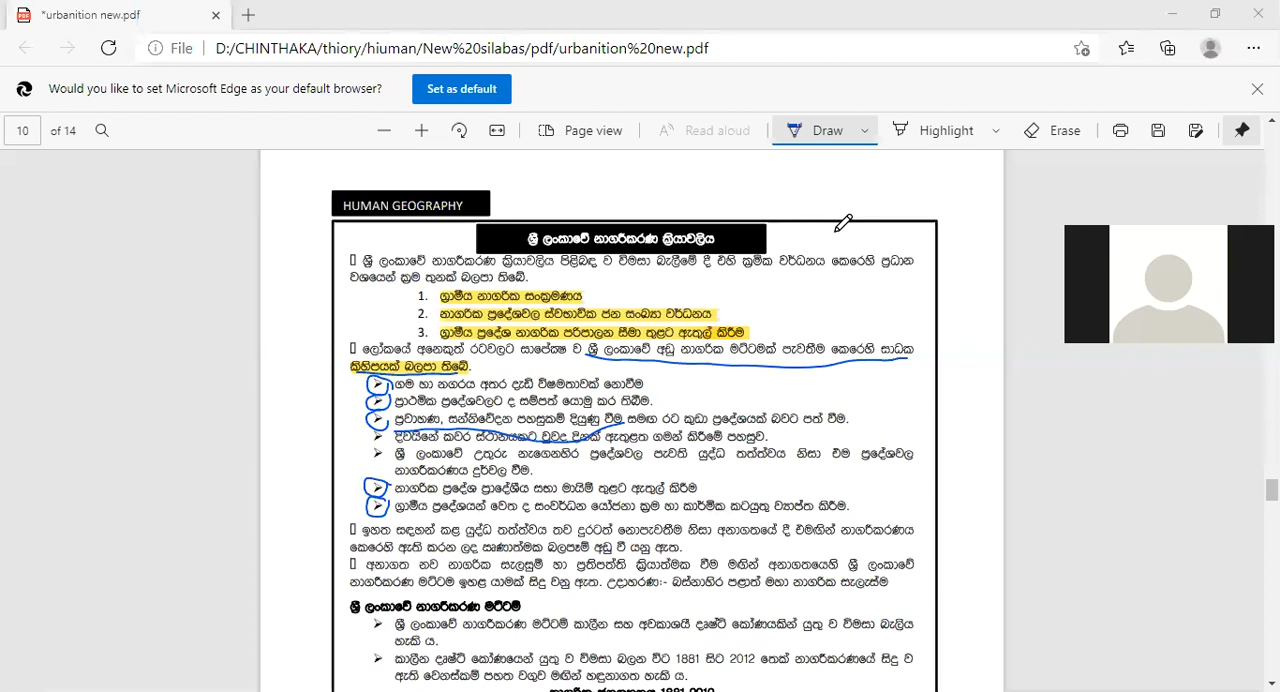 *urbanition new.pdf
File D:/CHINTHAKA/thiory/hiuman/New%20silabas/pdf/urbanition%20new.pdf
Would you like to set Microsoft Edge as your default browser? Set as default
10 of 14 Page view Read aloud Draw Highlight Erase
HUMAN GEOGRAPHY
ශ්‍රී ලංකාවේ නාගරීකරණ ක්‍රියාවලිය
ශ්‍රී ලංකාවේ නාගරීකරණ ක්‍රියාවලිය පිළිබඳ ව විමසා බැලීමේ දී එහි ක්‍රමික වර්ධනය කෙරෙහි ප්‍රධාන
වශයෙන් ක්‍රම තුනක් බලපා තිබේ.
1. ග්‍රාමීය නාගරික සංක්‍රමණය
2. නාගරික ප්‍රදේශවල ස්වභාවික ජන සංඛ්‍යා වර්ධනය
3. ග්‍රාමීය ප්‍රදේශ නාගරික පරිපාලන සීමා තුළට ඇතුල් කිරීම
ලෝකයේ අනෙකුත් රටවලට සාපේක්ෂ ව ශ්‍රී ලංකාවේ අඩු නාගරික මට්ටමක් පැවතීම කෙරෙහි සාධක
කිහිපයක් බලපා තිබේ.
➢ ගම හා නගරය අතර දැඩි විෂමතාවක් නොවීම
➢ ප්‍රාථමික ප්‍රදේශවලට ද සම්පත් යොමු කර තිබීම.
➢ ප්‍රවාහණ, සන්නිවේදන පහසුකම් දියුණු වීම සමඟ රට කුඩා ප්‍රදේශයක් බවට පත් වීම.
➢ දිවයිනේ කවර ස්ථානයකට වුවද දිනක් ඇතුළත ගමන් කිරීමේ පහසුව.
➢ ශ්‍රී ලංකාවේ උතුරු නැගෙනහිර ප්‍රදේශවල පැවති යුද්ධ තත්ත්වය නිසා එම ප්‍රදේශවල
නාගරීකරණය දුර්වල වීම.
➢ නාගරික ප්‍රදේශ ප්‍රාදේශීය සභා මායිම් තුළට ඇතුල් කිරීම
➢ ග්‍රාමීය ප්‍රදේශයන් වෙත ද සංවර්ධන යෝජනා ක්‍රම හා කාර්මික කටයුතු ව්‍යාප්ත කිරීම.
ඉහත සඳහන් කළ යුද්ධ තත්ත්වය තව දුරටත් නොපැවතීම නිසා අනාගතයේ දී එමඟින් නාගරීකරණය
කෙරෙහි ඇති කරන ලද ඍණාත්මක බලපෑම් අඩු වී යනු ඇත.
අනාගත නව නාගරික සැලසුම් හා ප්‍රතිපත්ති ක්‍රියාත්මක වීම මඟින් අනාගතයෙහි ශ්‍රී ලංකාවේ
නාගරීකරණ මට්ටම ඉහළ යාමක් සිදු වනු ඇත. උදාහරණ:- බස්නාහිර පළාත් මහා නාගරික සැලැස්ම
ශ්‍රී ලංකාවේ නාගරීකරණ මට්ටම්
➢ ශ්‍රී ලංකාවේ නාගරීකරණ මට්ටම් කාලීන සහ අවකාශයී දෘෂ්ටි කෝණයකින් යුතු ව විමසා බැලිය
හැකි ය.
➢ කාලීන දෘෂ්ටි කෝණයෙන් යුතු ව විමසා බලන විට 1881 සිට 2012 තෙක් නාගරීකරණයේ සිදු ව
ඇති වෙනස්කම් පහත වගුව මඟින් හඳුනාගත හැකි ය.